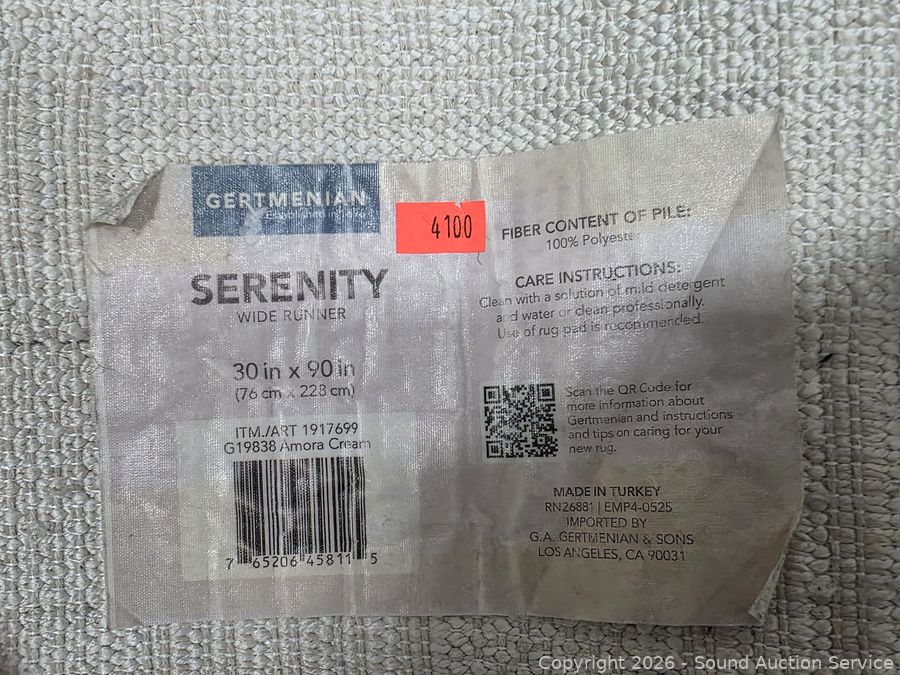 GERTMENIAN
SERENITY
WIDE RUNNER
30 in x 90 in
(76 cm x 228 cm)
ITM./ART 1917699
G19838 Amora Cream
7 65206 45811 5
4100
FIBER CONTENT OF PILE:
100% Polyester
CARE INSTRUCTIONS:
Clean with a solution of mild detergent
and water or clean professionally.
Use of rug pad is recommended.
Scan the QR Code for
more information about
Gertmenian and instructions
and tips on caring for your
new rug.
MADE IN TURKEY
RN26881 | EMP4-0525
IMPORTED BY
G.A. GERTMENIAN & SONS
LOS ANGELES, CA 90031
Copyright 2026 - Sound Auction Service